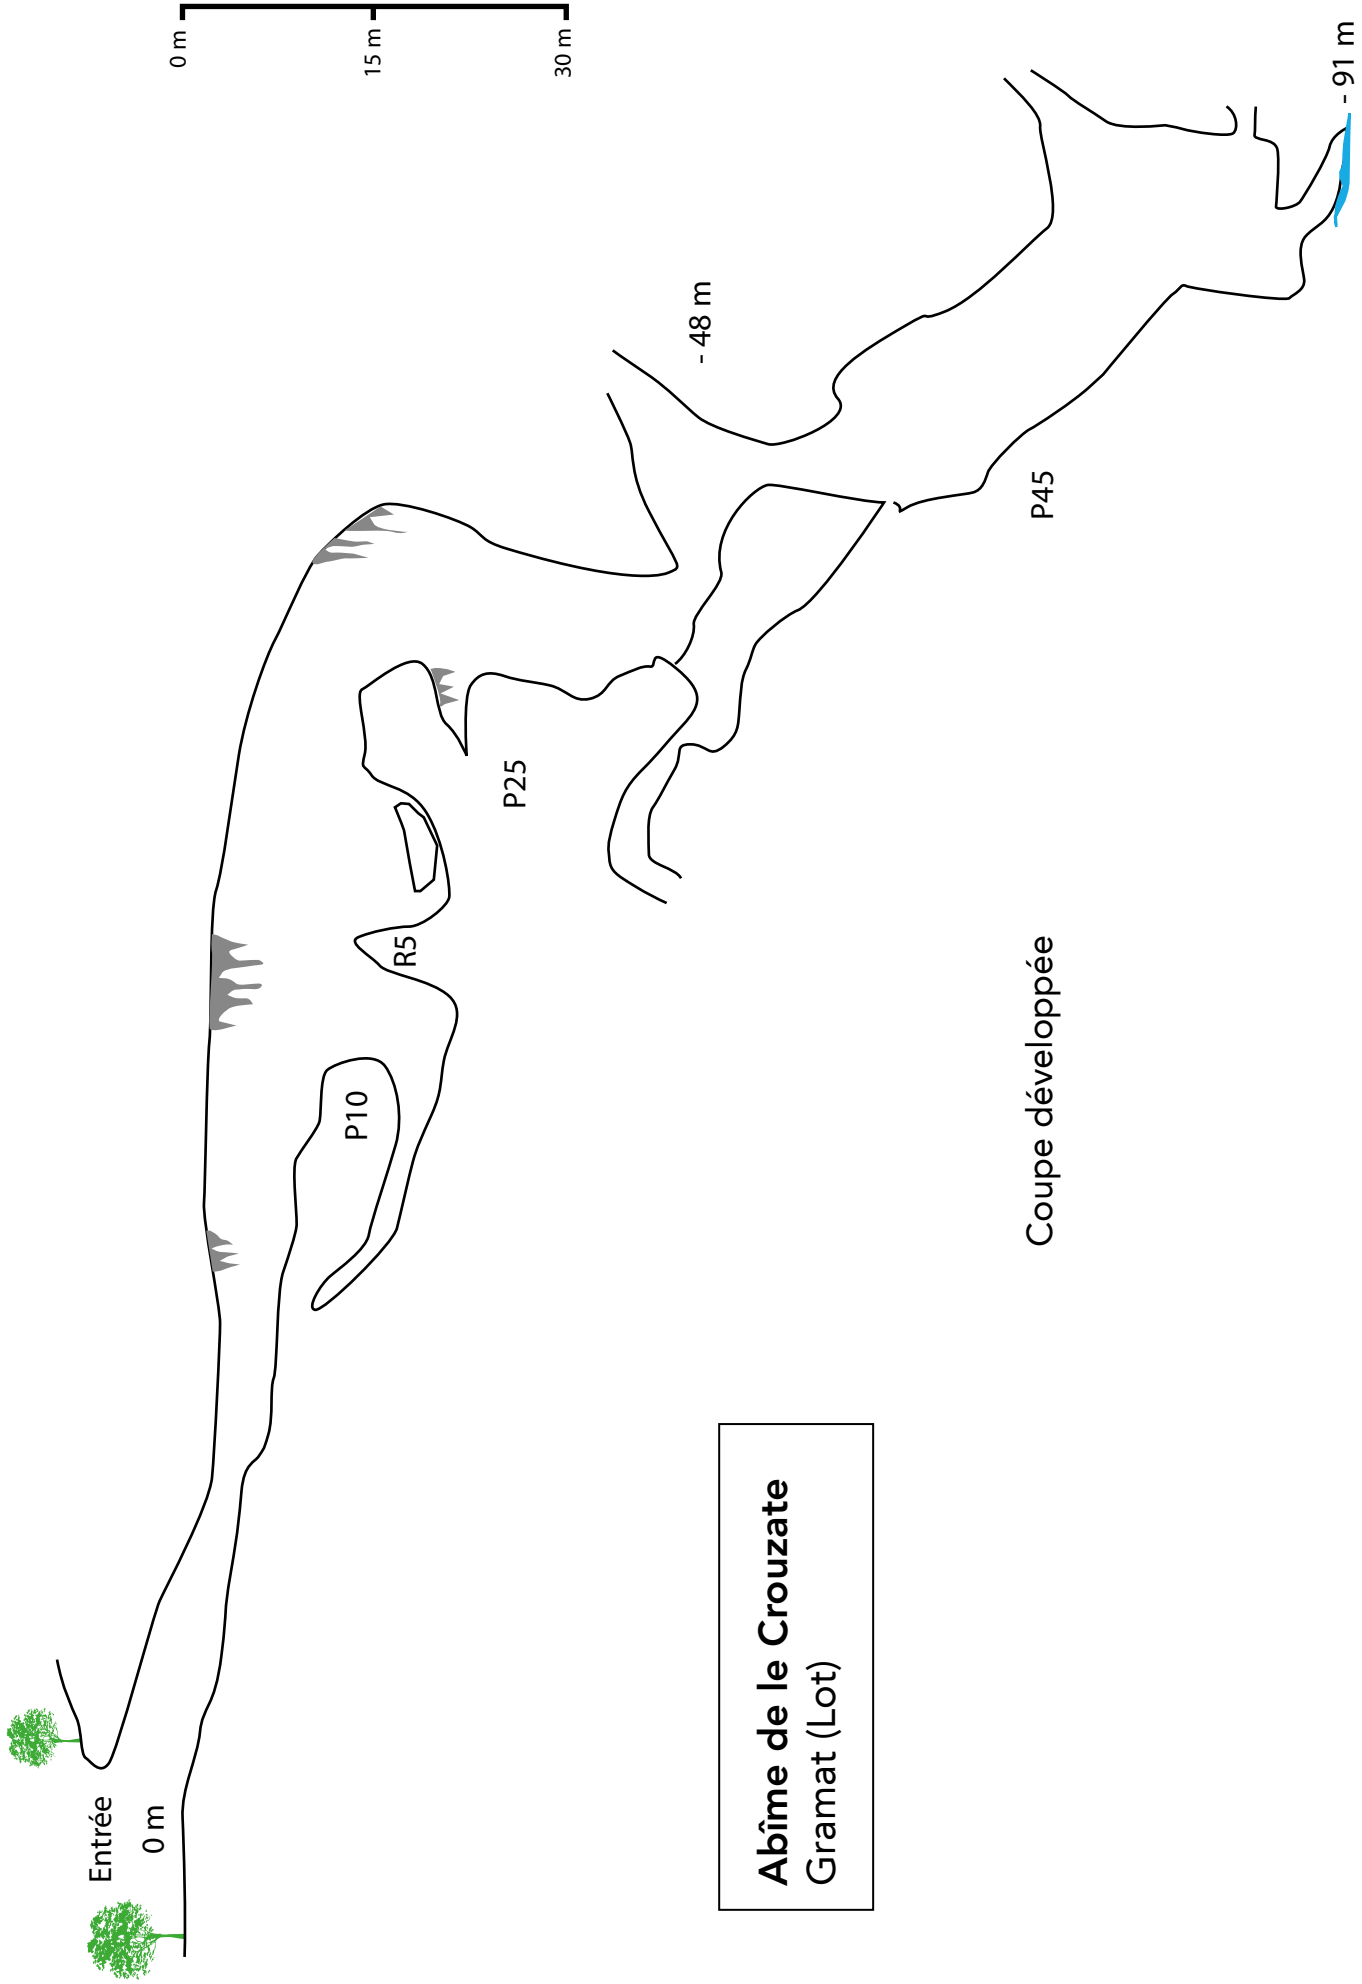 Entrée
0 m
P10
R5
P25
- 48 m
P45
- 91 m
0 m
15 m
30 m
Abîme de le Crouzate
Gramat (Lot)
Coupe développée